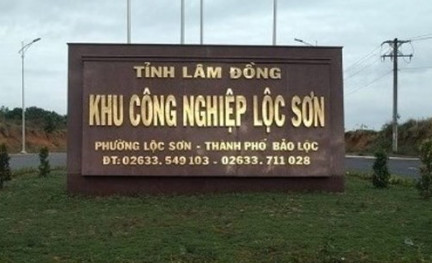 TỈNH LÂM ĐỒNG
KHU CÔNG NGHIỆP LỘC SƠN
PHƯỜNG LỘC SƠN - THÀNH PHỐ BẢO LỘC
ĐT: 02633. 549 103 - 02633. 711 028